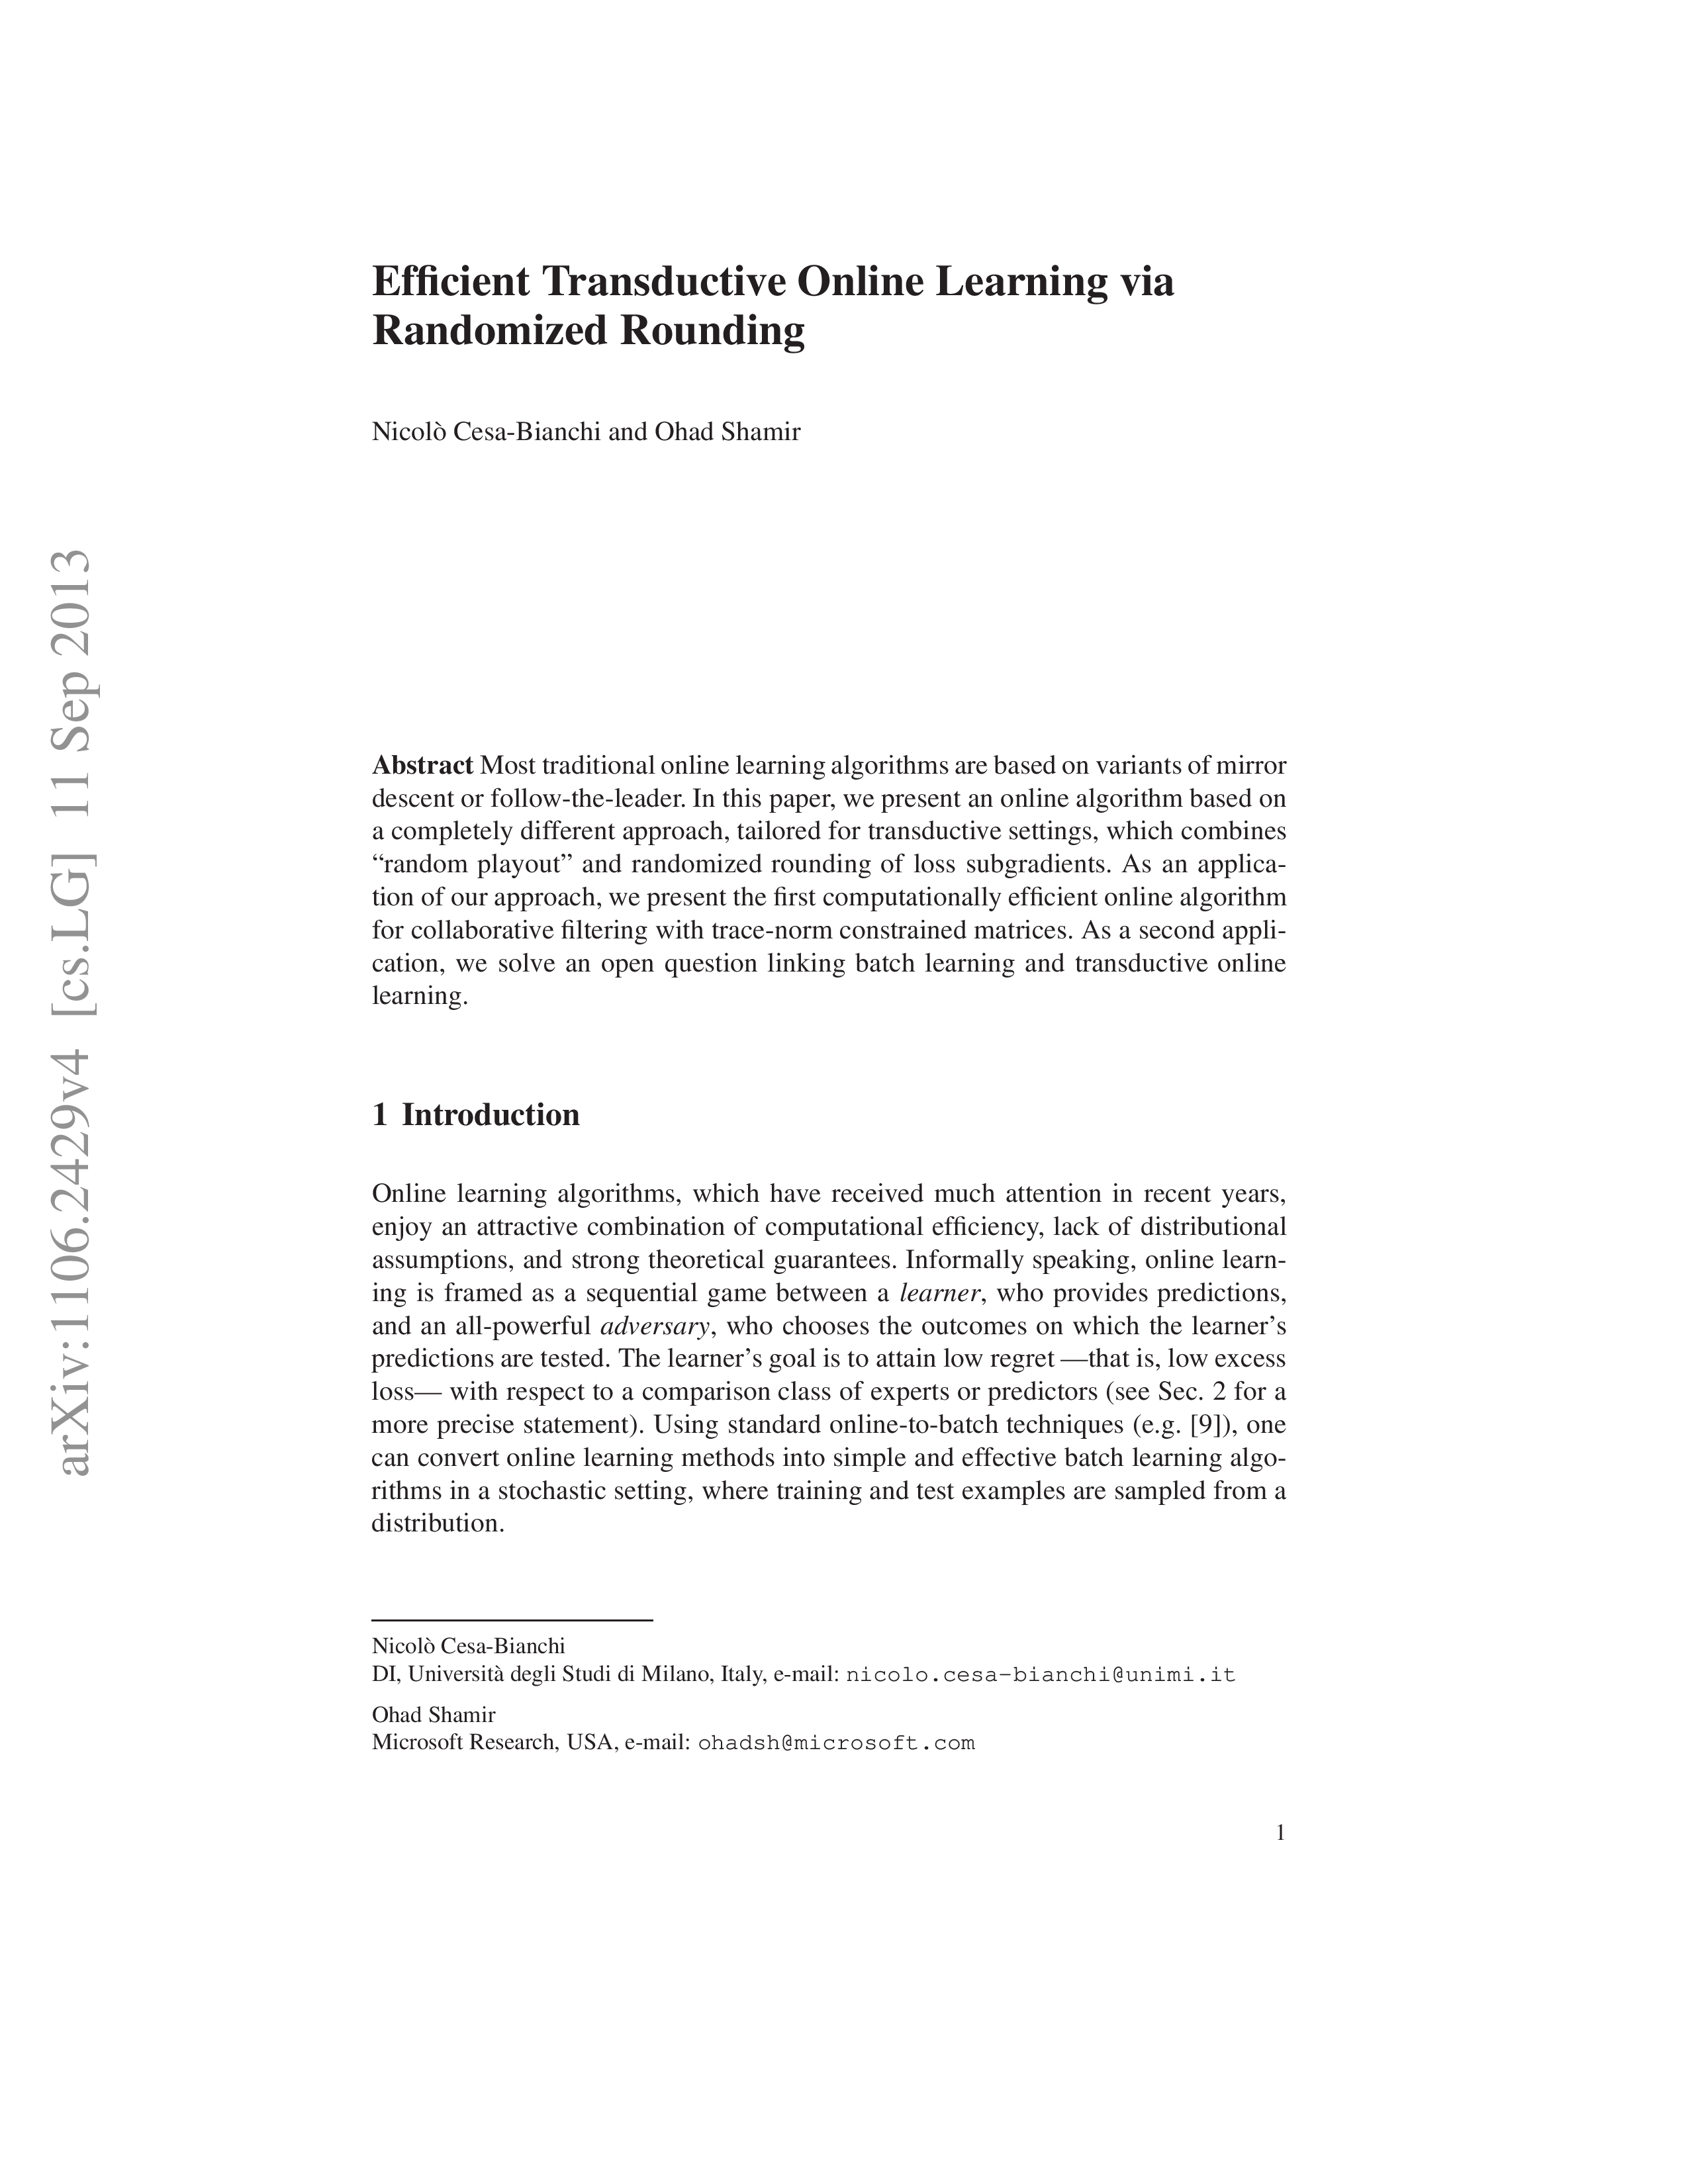 Efficient Transductive Online Learning via
Randomized Rounding
Nicolò Cesa-Bianchi and Ohad Shamir
arXiv:1106.2429v4 [cs.LG] 11 Sep 2013
Abstract Most traditional online learning algorithms are based on variants of mirror
descent or follow-the-leader. In this paper, we present an online algorithm based on
a completely different approach, tailored for transductive settings, which combines
“random playout” and randomized rounding of loss subgradients. As an applica-
tion of our approach, we present the first computationally efficient online algorithm
for collaborative filtering with trace-norm constrained matrices. As a second appli-
cation, we solve an open question linking batch learning and transductive online
learning.
1 Introduction
Online learning algorithms, which have received much attention in recent years,
enjoy an attractive combination of computational efficiency, lack of distributional
assumptions, and strong theoretical guarantees. Informally speaking, online learn-
ing is framed as a sequential game between a learner, who provides predictions,
and an all-powerful adversary, who chooses the outcomes on which the learner’s
predictions are tested. The learner’s goal is to attain low regret —that is, low excess
loss— with respect to a comparison class of experts or predictors (see Sec. 2 for a
more precise statement). Using standard online-to-batch techniques (e.g. [9]), one
can convert online learning methods into simple and effective batch learning algo-
rithms in a stochastic setting, where training and test examples are sampled from a
distribution.
Nicolò Cesa-Bianchi
DI, Università degli Studi di Milano, Italy, e-mail: nicolo.cesa-bianchi@unimi.it
Ohad Shamir
Microsoft Research, USA, e-mail: ohadsh@microsoft.com
1